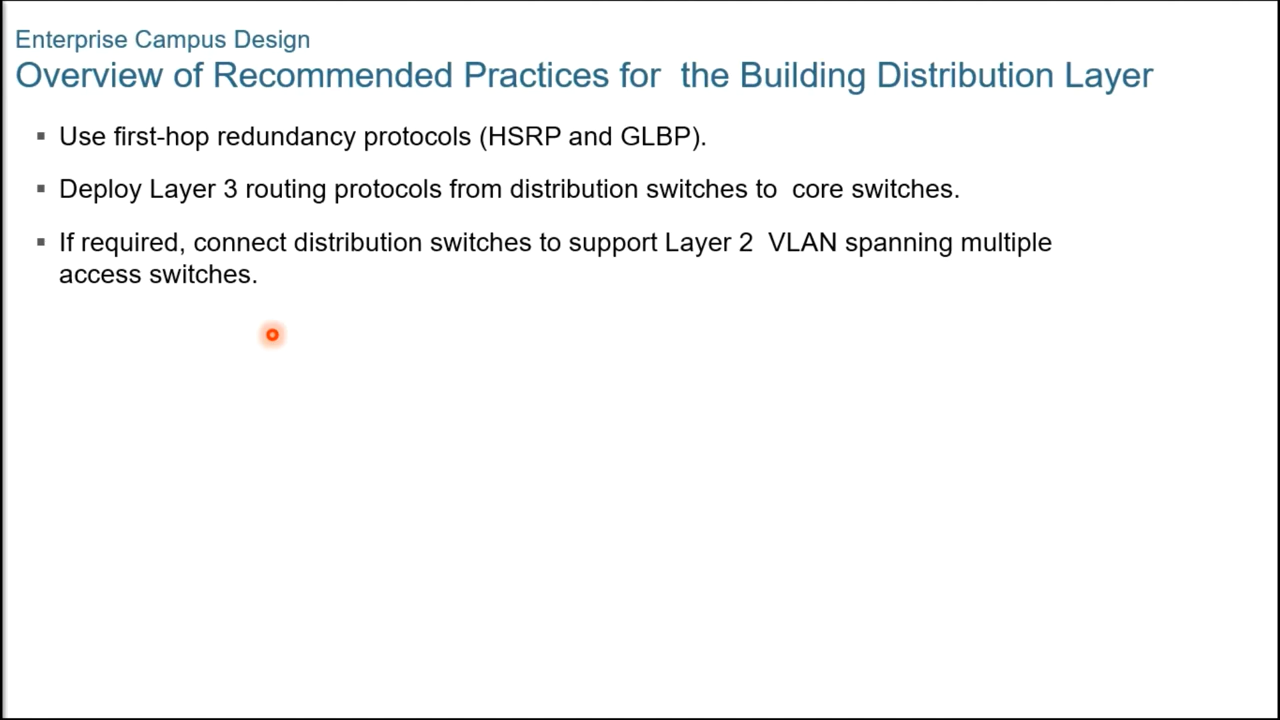 Enterprise Campus Design
Overview of Recommended Practices for  the Building Distribution Layer
▪ Use first-hop redundancy protocols (HSRP and GLBP).
▪ Deploy Layer 3 routing protocols from distribution switches to  core switches.
▪ If required, connect distribution switches to support Layer 2  VLAN spanning multiple
access switches.